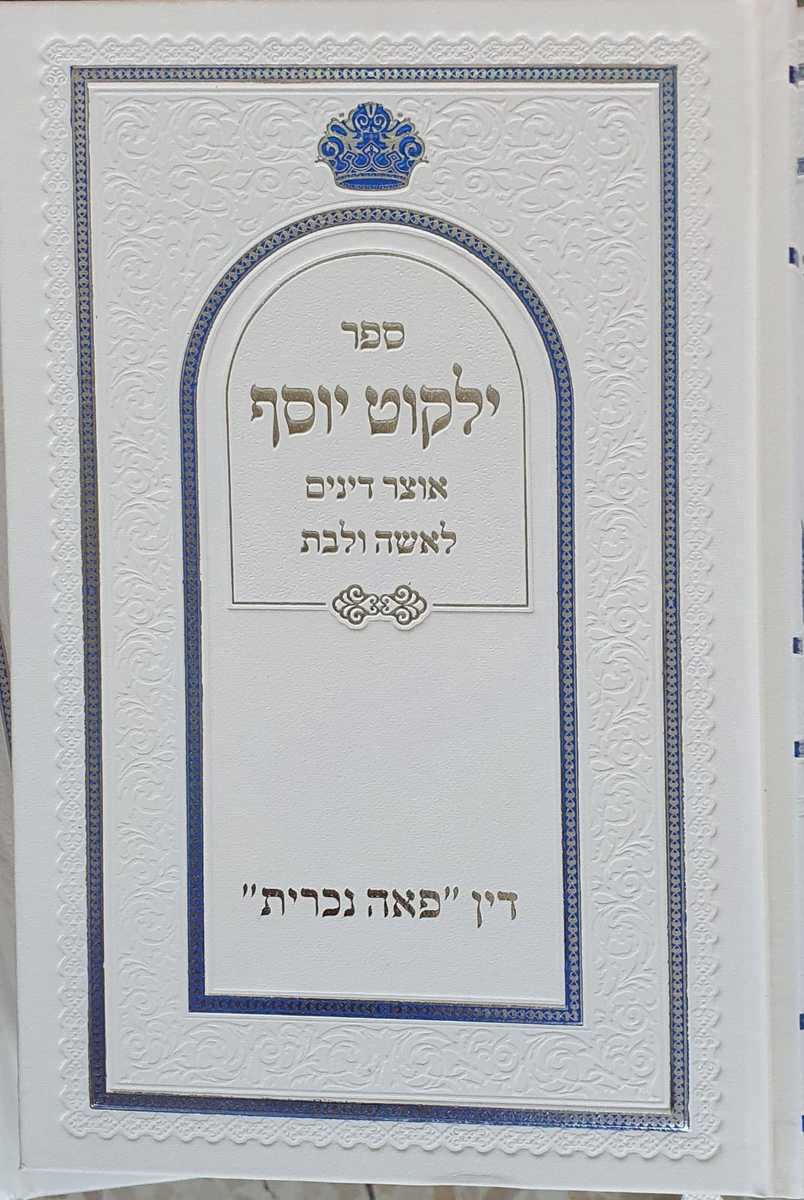 ספר
ילקוט יוסף
אוצר דינים
לאשה ולבת
דין "פאה נכרית"